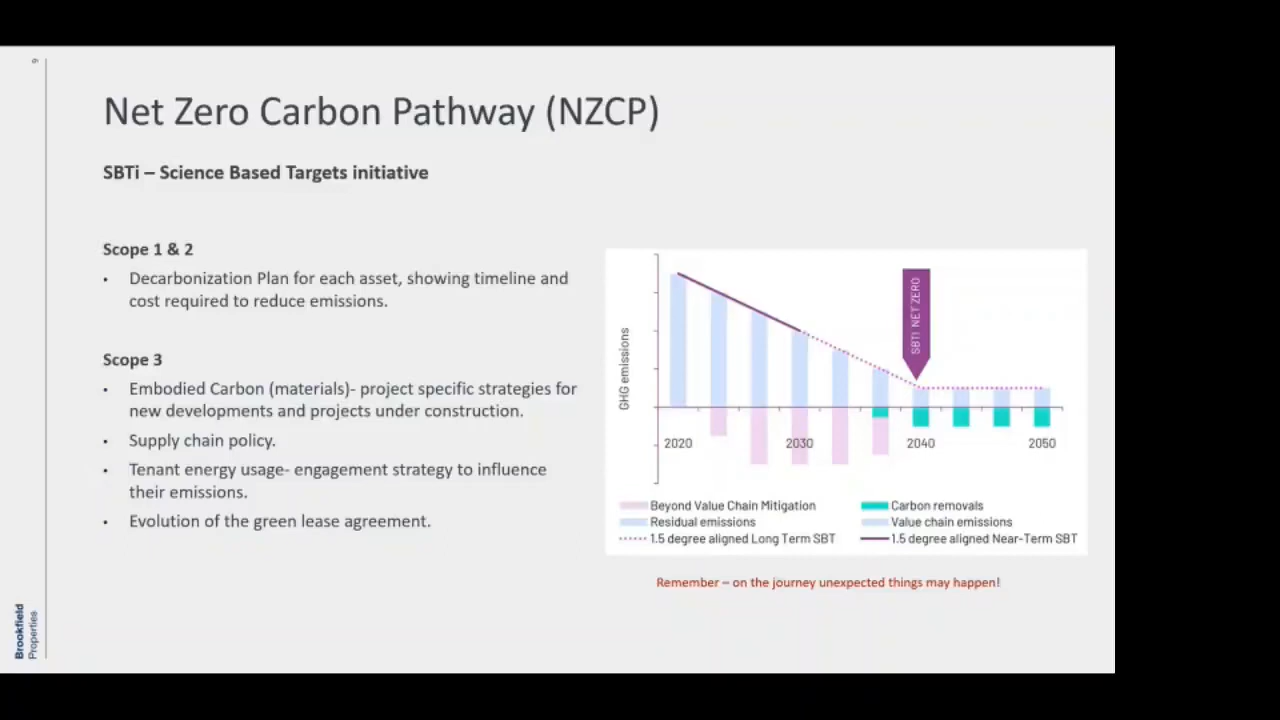 9
Net Zero Carbon Pathway (NZCP)
SBTi – Science Based Targets initiative
Scope 1 & 2
• Decarbonization Plan for each asset, showing timeline and
cost required to reduce emissions.
Scope 3
• Embodied Carbon (materials)- project specific strategies for
new developments and projects under construction.
• Supply chain policy.
• Tenant energy usage- engagement strategy to influence
their emissions.
• Evolution of the green lease agreement.
GHG emissions
SBTI NET ZERO
2020 2030 2040 2050
Beyond Value Chain Mitigation
Carbon removals
Residual emissions
Value chain emissions
1.5 degree aligned Long Term SBT
1.5 degree aligned Near-Term SBT
Remember – on the journey unexpected things may happen!
Brookfield
Properties